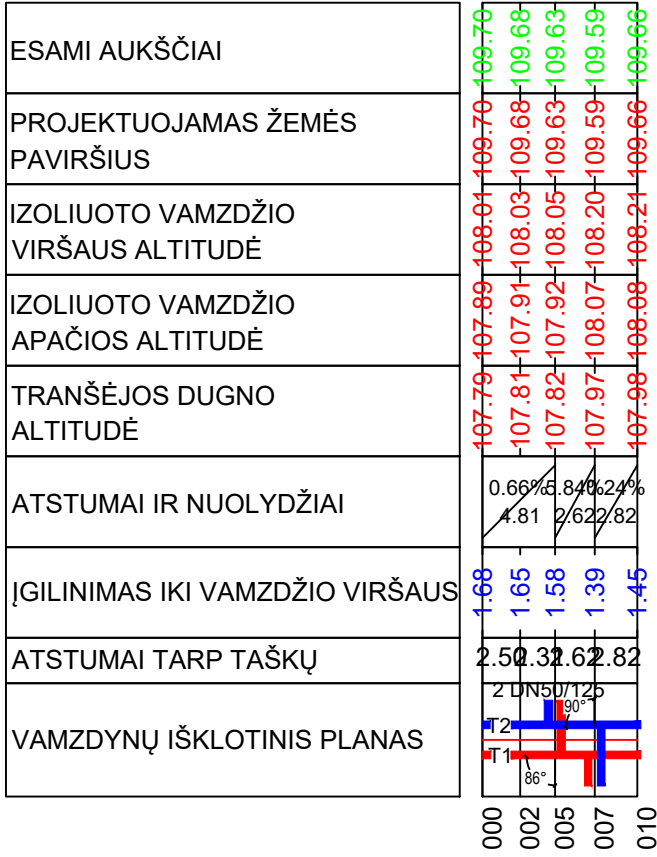 ESAMI AUKŠČIAI
109.70 109.68 109.63 109.59 109.66
PROJEKTUOJAMAS ŽEMĖS
PAVIRŠIUS
109.70 109.68 109.63 109.59 109.66
IZOLIUOTO VAMZDŽIO
VIRŠAUS ALTITUDĖ
108.01 108.03 108.05 108.20 108.21
IZOLIUOTO VAMZDŽIO
APAČIOS ALTITUDĖ
107.89 107.91 107.92 108.07 108.08
TRANŠĖJOS DUGNO
ALTITUDĖ
107.79 107.81 107.82 107.97 107.98
ATSTUMAI IR NUOLYDŽIAI
0.66% 5.84% 24%
4.81 2.62 2.82
ĮGILINIMAS IKI VAMZDŽIO VIRŠAUS
1.68 1.65 1.58 1.39 1.45
ATSTUMAI TARP TAŠKŲ
2.50 2.31 2.62 2.82
VAMZDYNŲ IŠKLOTINIS PLANAS
2 DN50/125
90°
T2
T1
86°
000 002 005 007 010